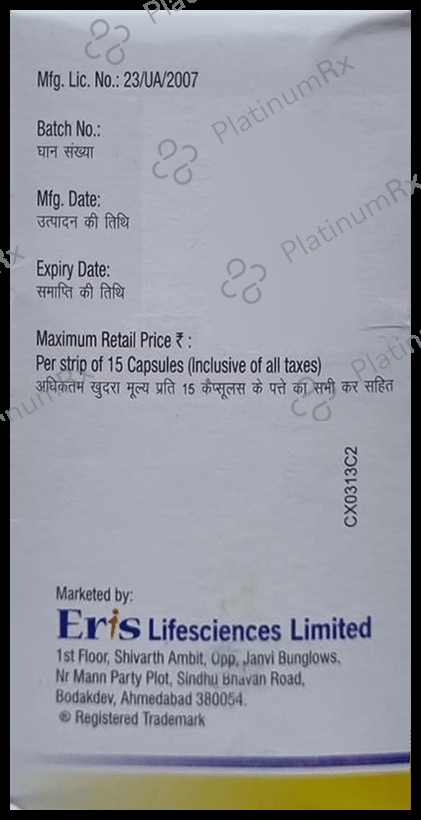 PlatinumRx
Mfg. Lic. No.: 23/UA/2007
PlatinumRx
Batch No.:
घान संख्या
Mfg. Date:
उत्पादन की तिथि
PlatinumRx
Expiry Date:
समाप्ति की तिथि
Maximum Retail Price ₹ :
Per strip of 15 Capsules (Inclusive of all taxes)
अधिकतम खुदरा मूल्य प्रति 15 कैप्सूलस के पत्ते का सभी कर सहित
CX0313C2
Marketed by:
Eris Lifesciences Limited
1st Floor, Shivarth Ambit, Opp. Janvi Bunglows,
Nr Mann Party Plot, Sindhu Bhavan Road,
Bodakdev, Ahmedabad 380054.
® Registered Trademark